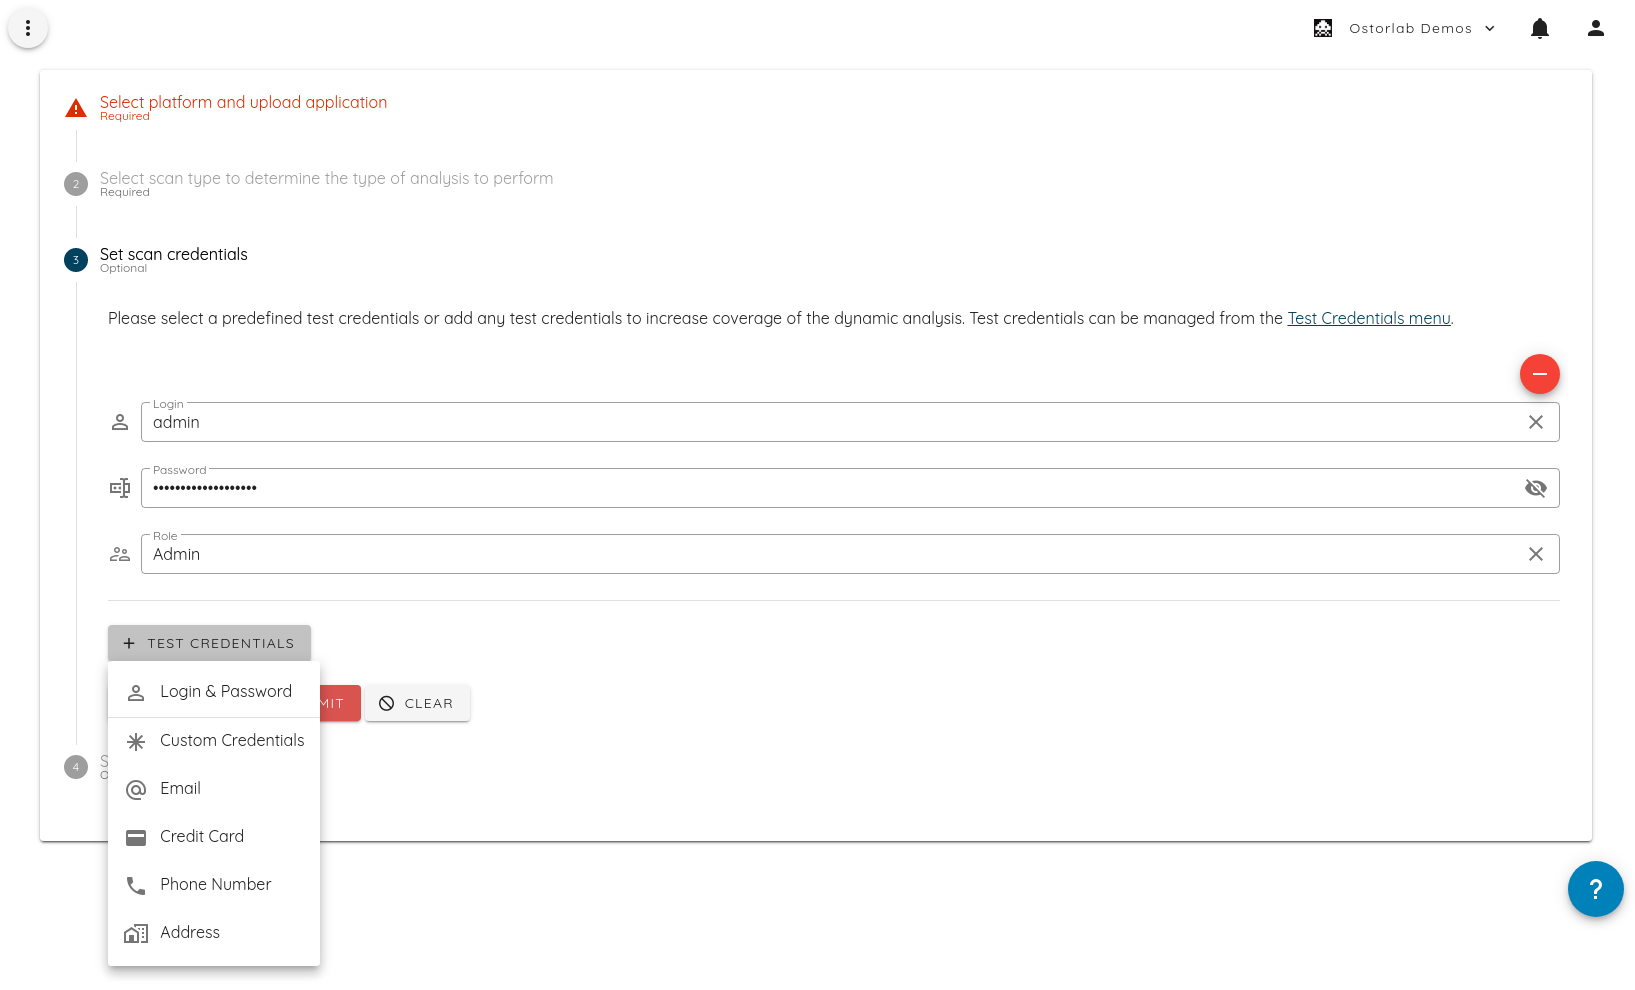 Ostorlab Demos
Select platform and upload application
Required
2
Select scan type to determine the type of analysis to perform
Required
3
Set scan credentials
Optional
Please select a predefined test credentials or add any test credentials to increase coverage of the dynamic analysis. Test credentials can be managed from the Test Credentials menu.
Login
admin
Password
•••••••••••••••••••
Role
Admin
TEST CREDENTIALS
Login & Password
CLEAR
Custom Credentials
4
Email
Credit Card
Phone Number
Address
?